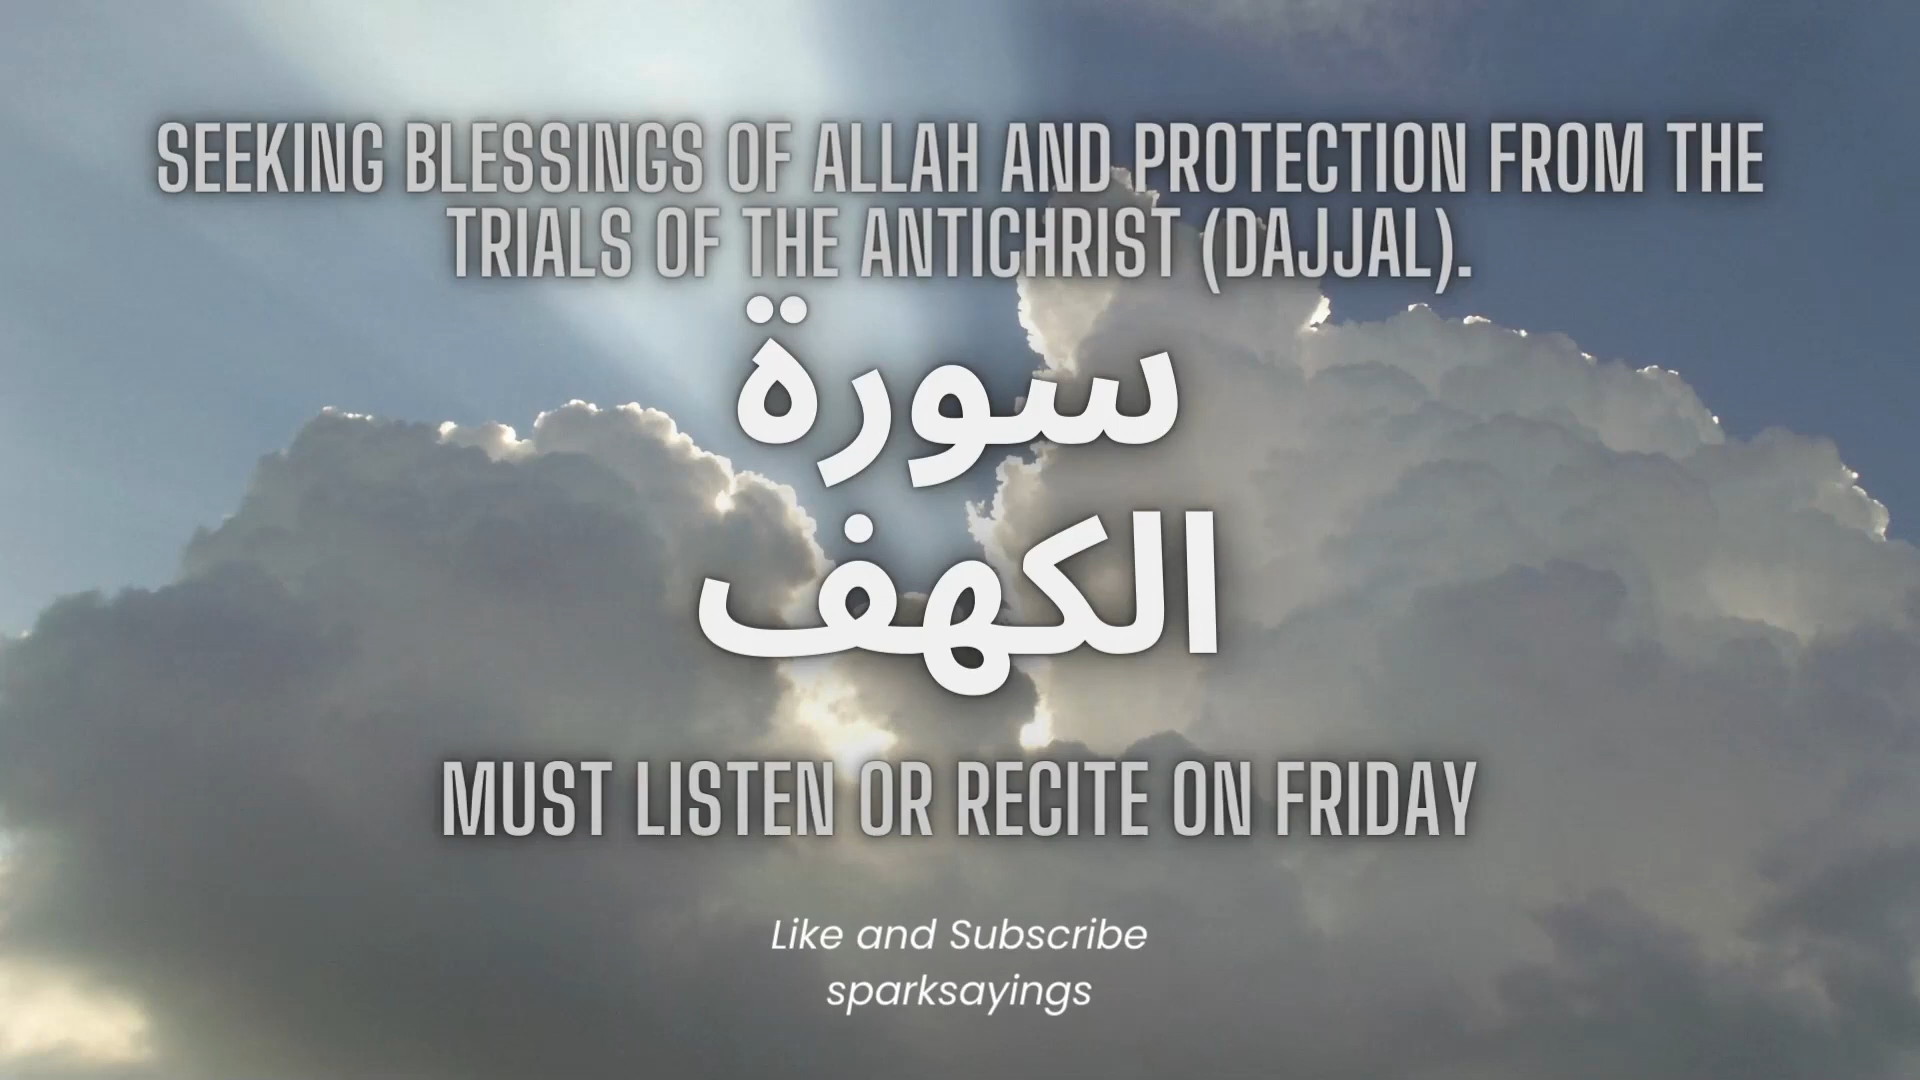 SEEKING BLESSINGS OF ALLAH AND PROTECTION FROM THE
TRIALS OF THE ANTICHRIST (DAJJAL).
سورة
الكهف
MUST LISTEN OR RECITE ON FRIDAY
Like and Subscribe
sparksayings